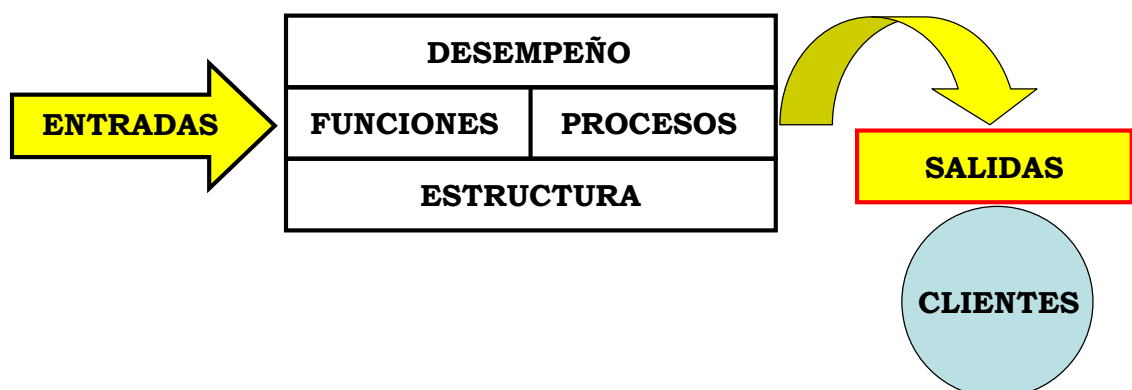 DESEMPEÑO
ENTRADAS
FUNCIONES
PROCESOS
SALIDAS
ESTRUCTURA
CLIENTES